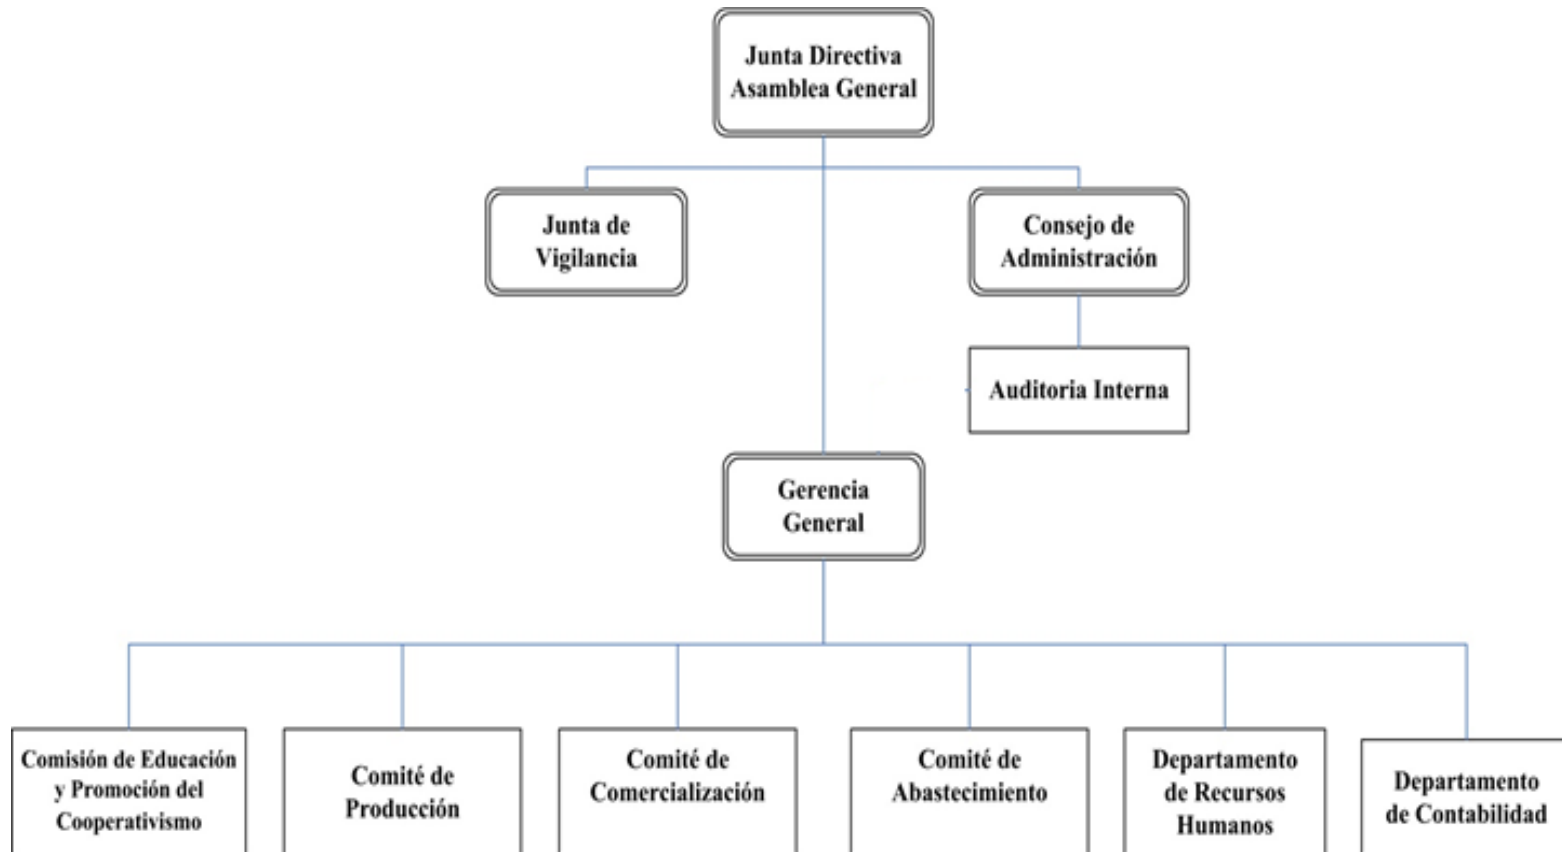 Junta Directiva
Asamblea General
Junta de
Vigilancia
Consejo de
Administración
Auditoria Interna
Gerencia
General
Comisión de Educación
y Promoción del
Cooperativismo
Comité de
Producción
Comité de
Comercialización
Comité de
Abastecimiento
Departamento
de Recursos
Humanos
Departamento
de Contabilidad